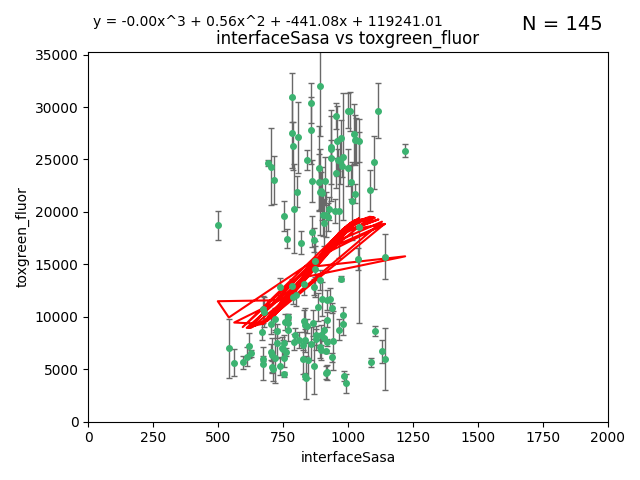 y = -0.00x^3 + 0.56x^2 + -441.08x + 119241.01
N = 145
interfaceSasa vs toxgreen_fluor
35000
30000
25000
20000
15000
10000
5000
0
toxgreen_fluor
0 250 500 750 1000 1250 1500 1750 2000
interfaceSasa